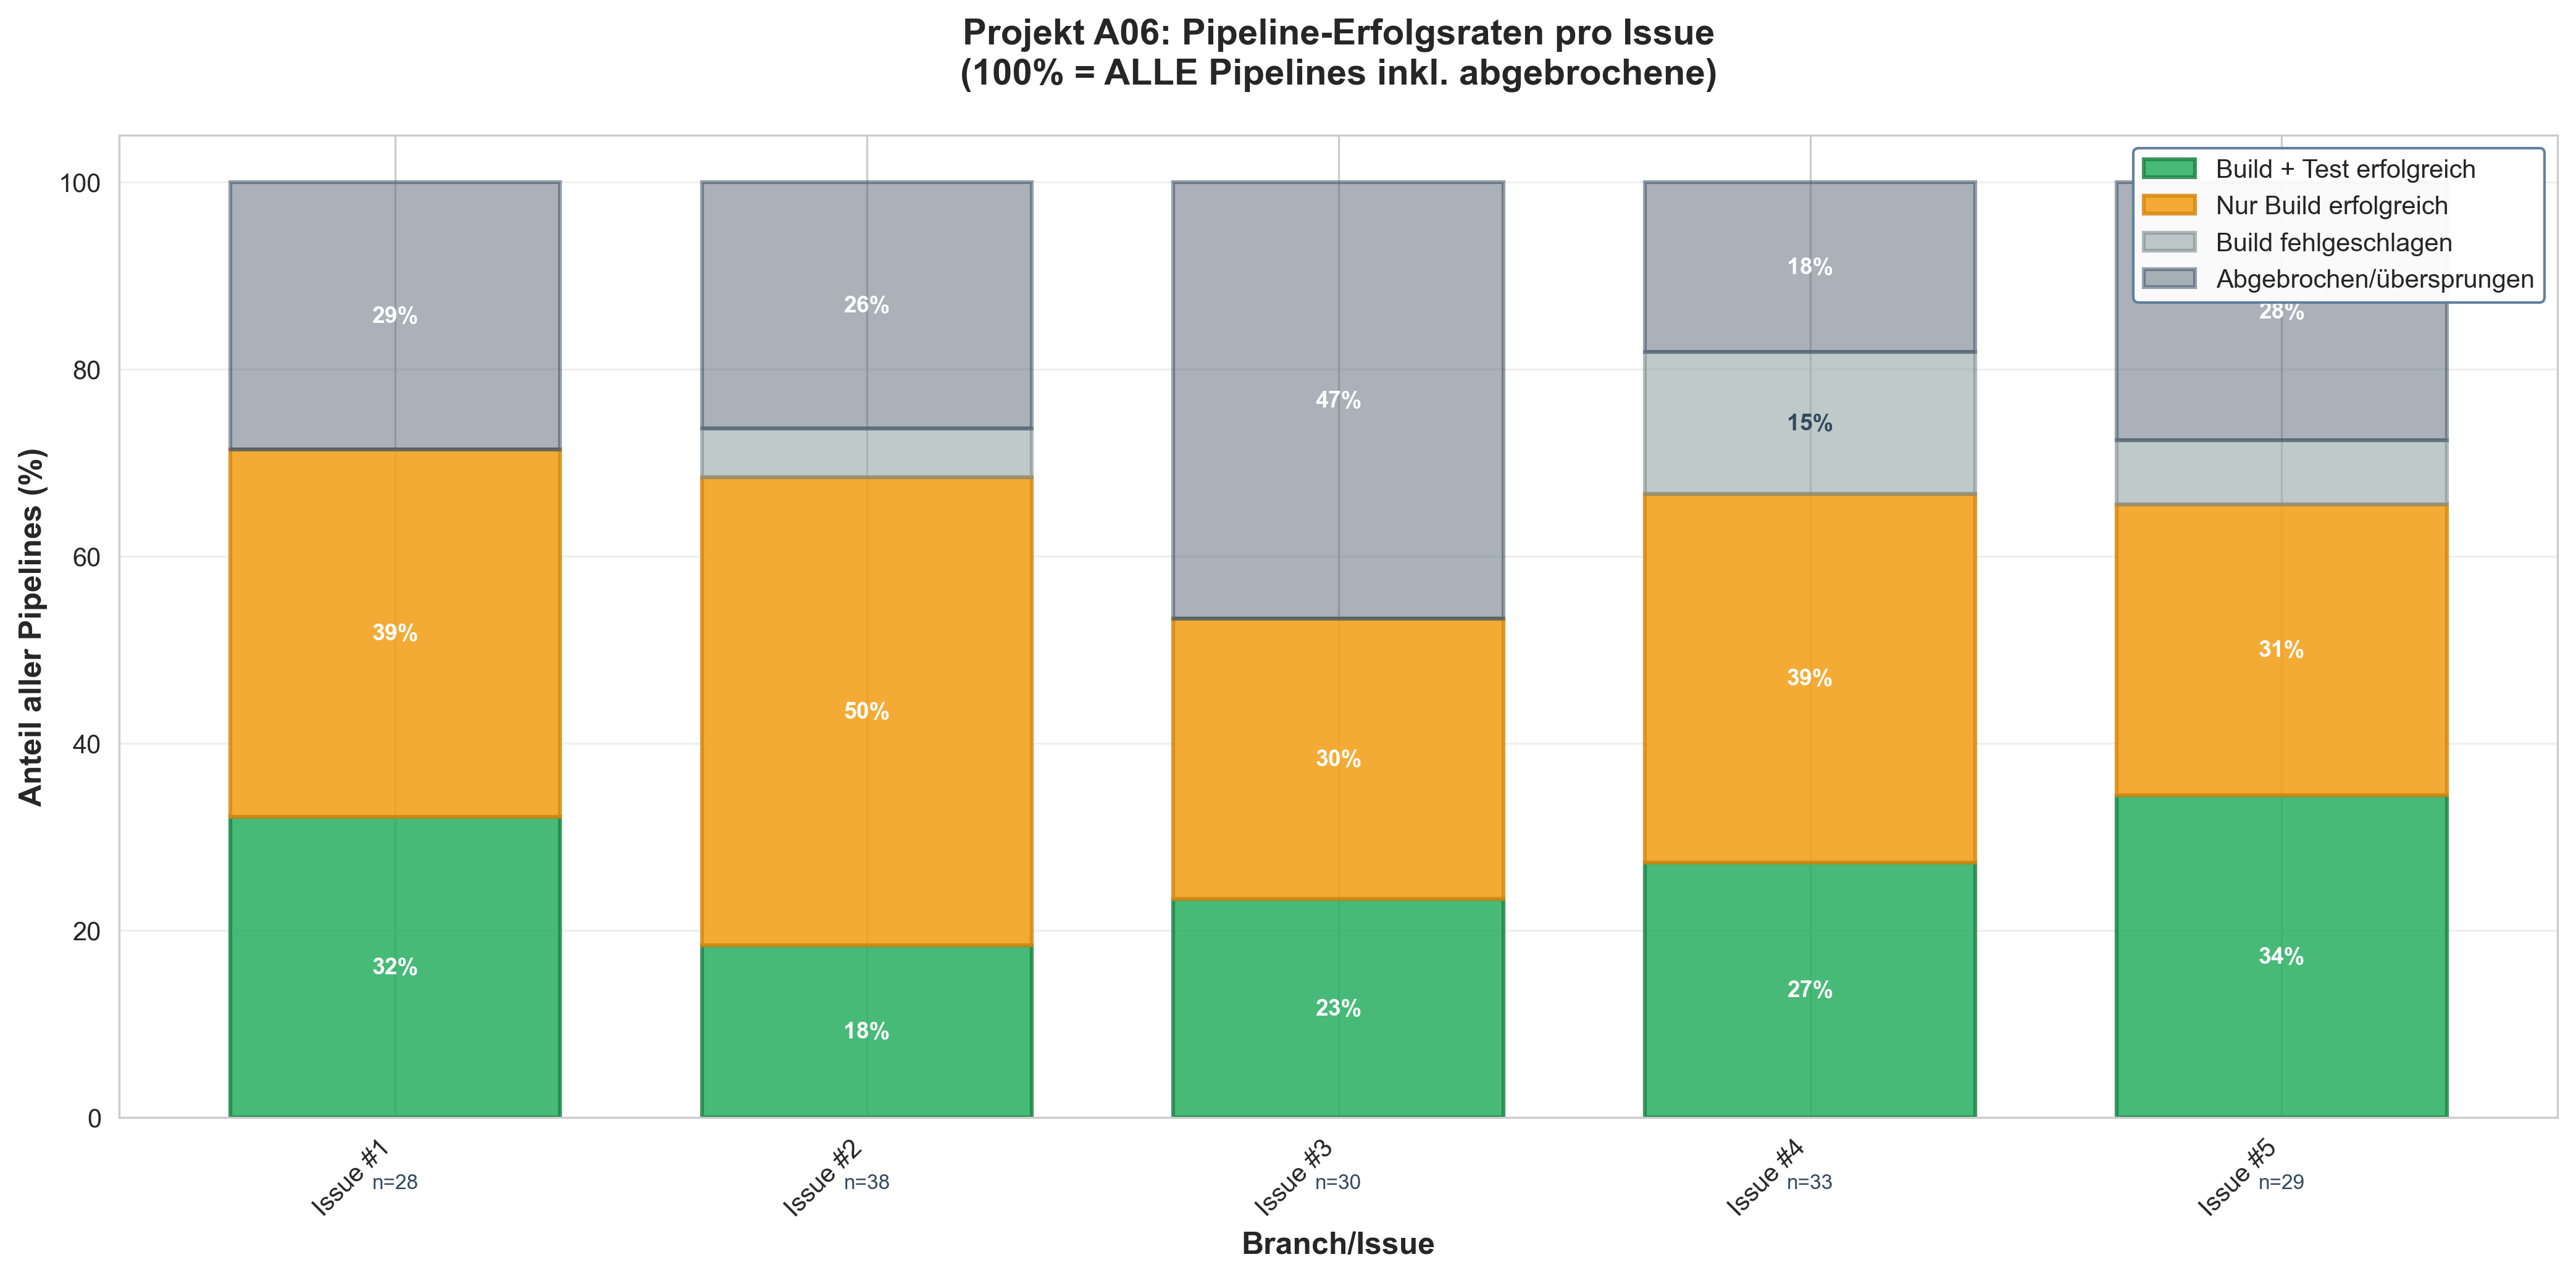 Projekt A06: Pipeline-Erfolgsraten pro Issue
(100% = ALLE Pipelines inkl. abgebrochene)
Build + Test erfolgreich
Nur Build erfolgreich
Build fehlgeschlagen
Abgebrochen/übersprungen
Anteil aller Pipelines (%)
100
80
60
40
20
0
29%
39%
32%
26%
50%
18%
47%
30%
23%
18%
15%
39%
27%
28%
31%
34%
Issue #1
n=28
Issue #2
n=38
Issue #3
n=30
Issue #4
n=33
Issue #5
n=29
Branch/Issue